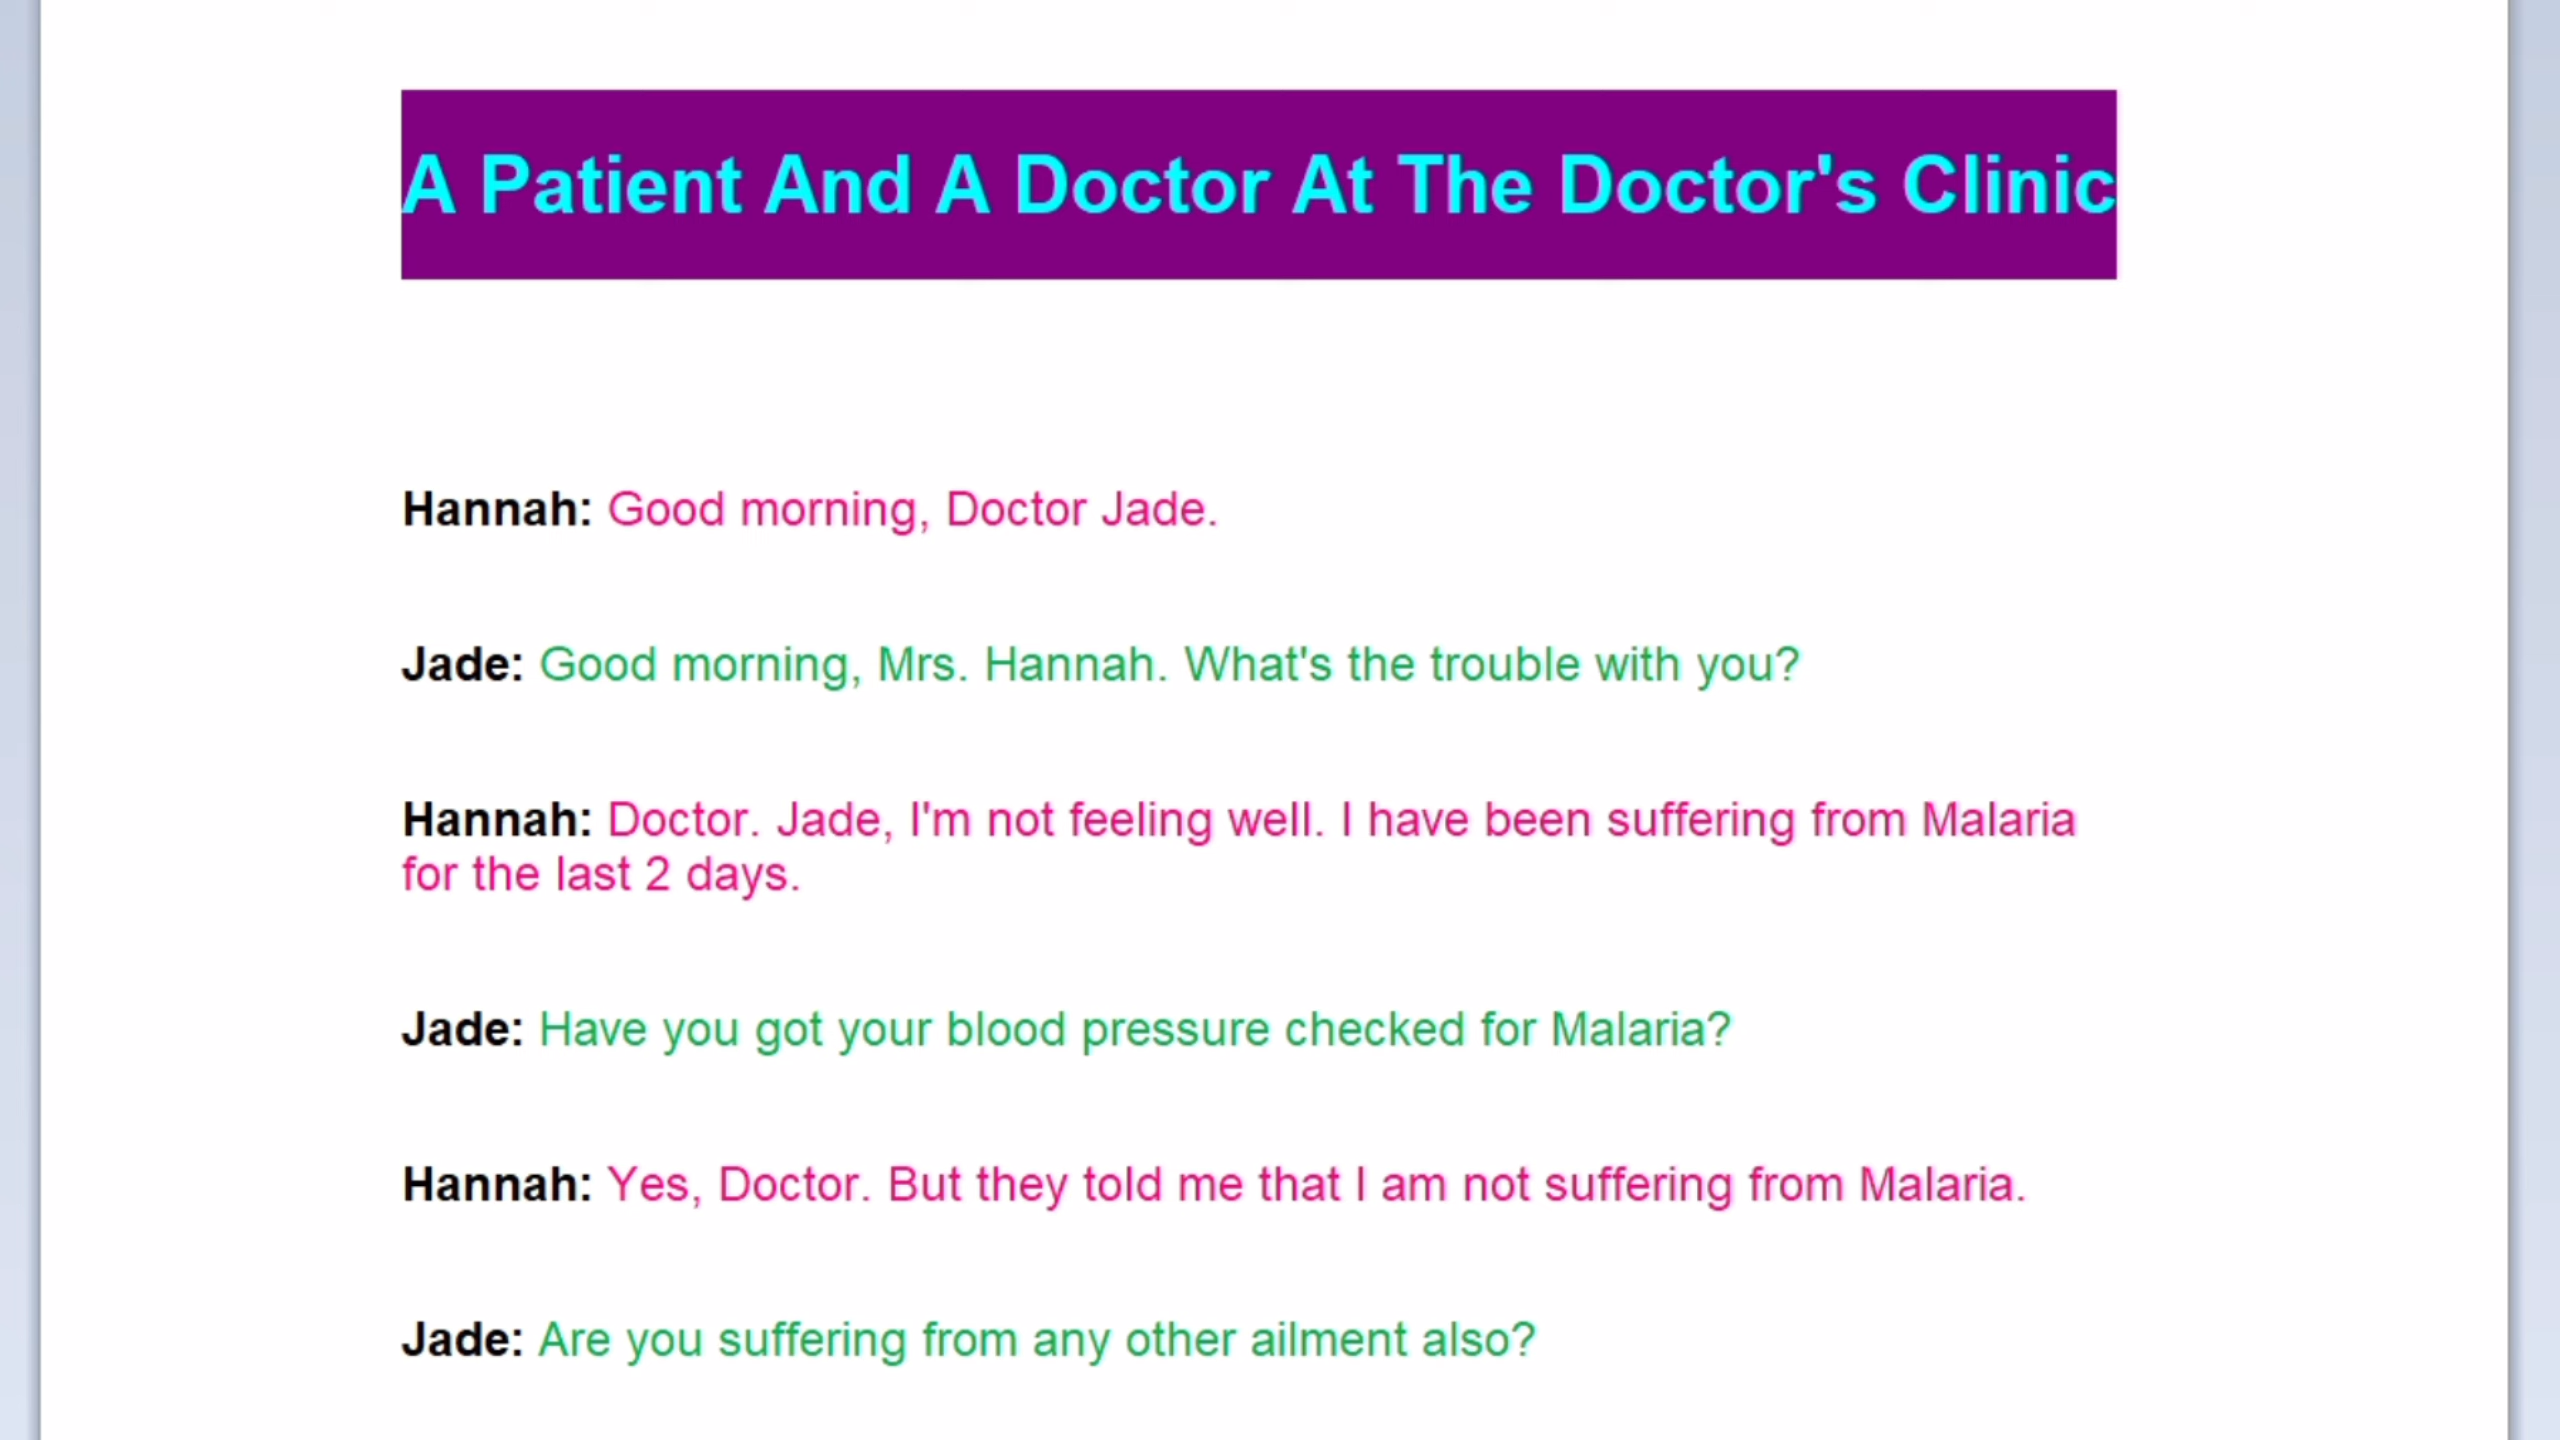 A Patient And A Doctor At The Doctor's Clinic
Hannah: Good morning, Doctor Jade.
Jade: Good morning, Mrs. Hannah. What's the trouble with you?
Hannah: Doctor. Jade, I'm not feeling well. I have been suffering from Malaria
for the last 2 days.
Jade: Have you got your blood pressure checked for Malaria?
Hannah: Yes, Doctor. But they told me that I am not suffering from Malaria.
Jade: Are you suffering from any other ailment also?